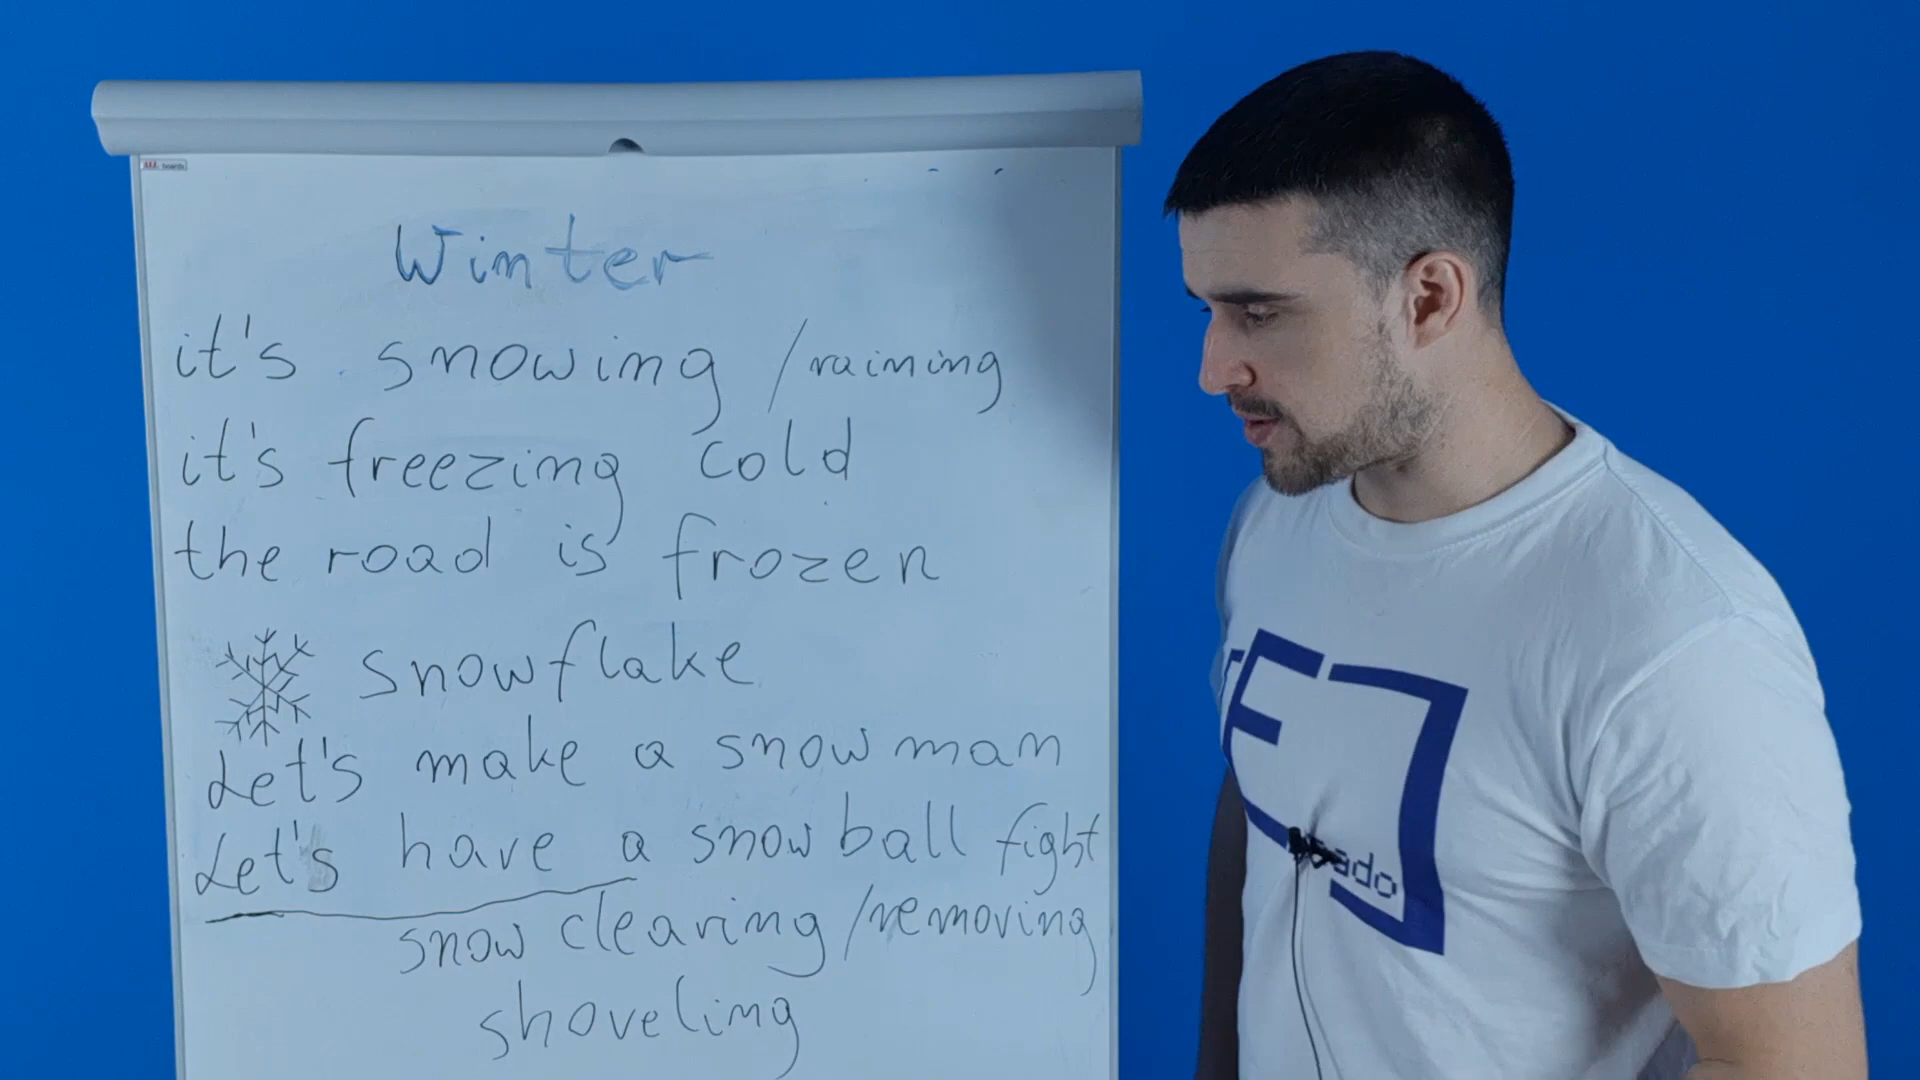 Winter
it's snowing /raining
it's freezing cold
the road is frozen
snowflake
Let's make a snowman
Let's have a snowball fight
snow clearing/removing
shoveling
boards